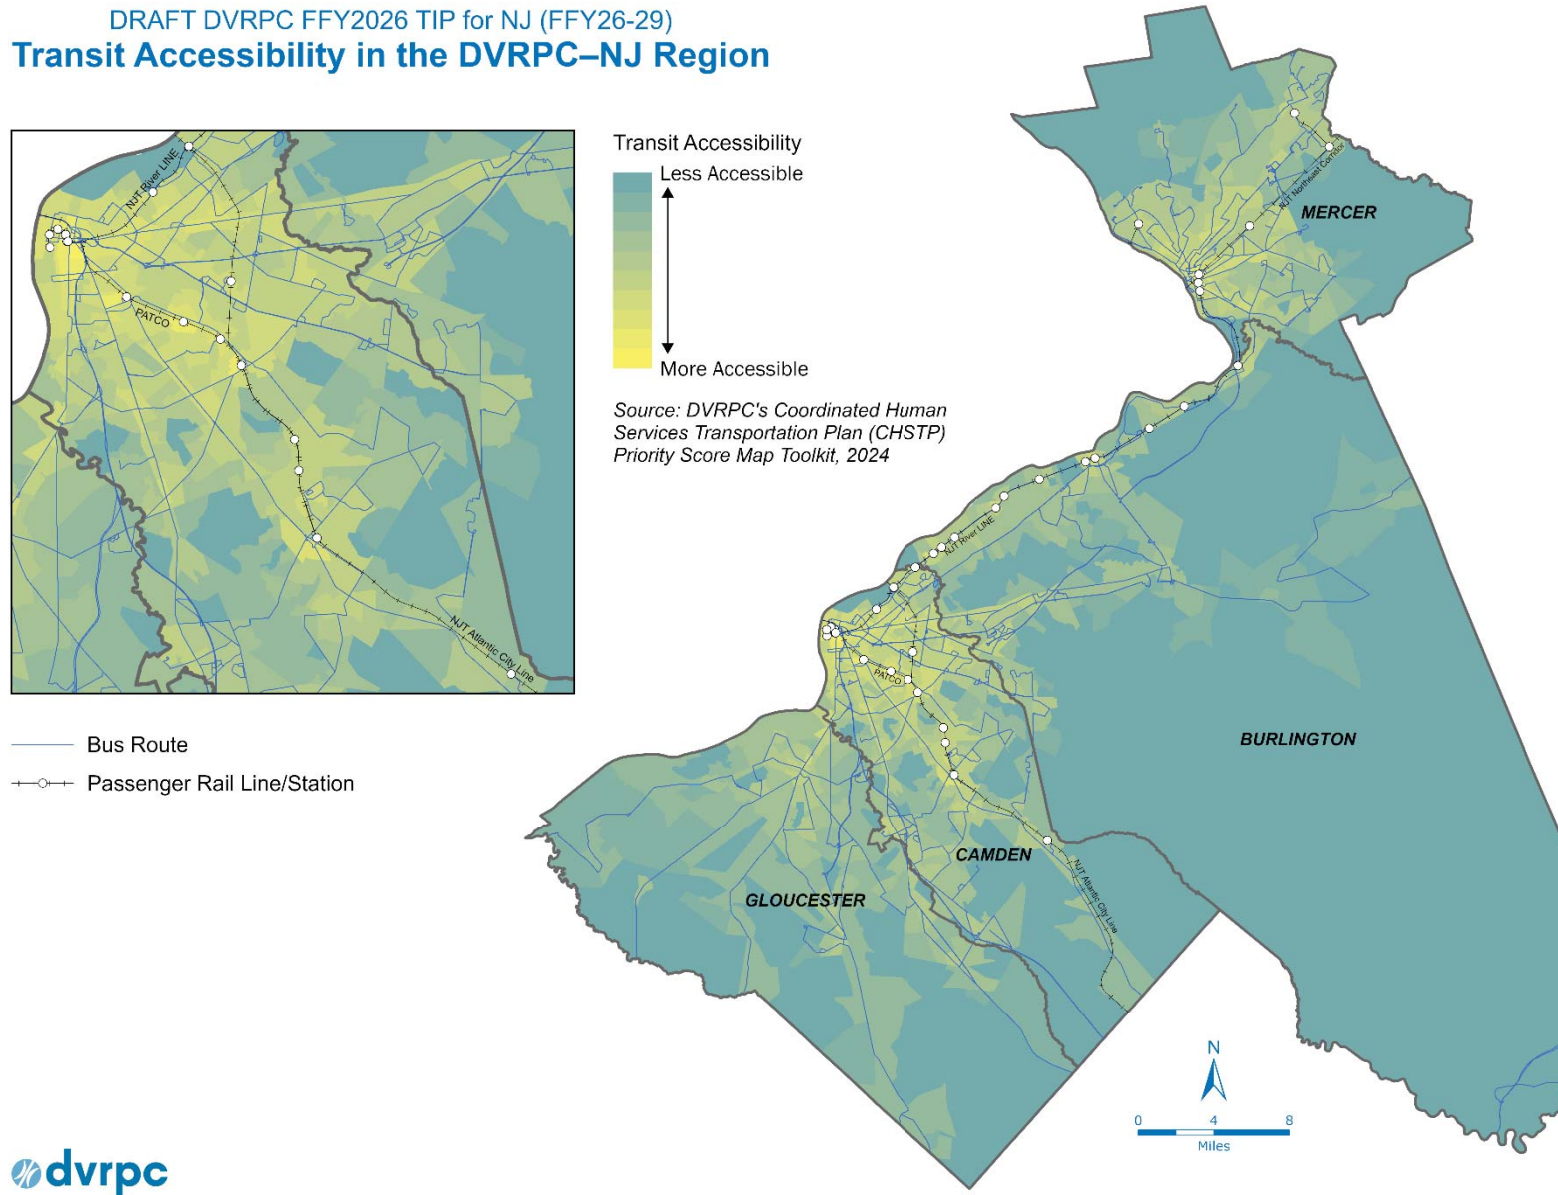 DRAFT DVRPC FFY2026 TIP for NJ (FFY26-29)
Transit Accessibility in the DVRPC–NJ Region
NJT River LINE
PATCO
NJT Atlantic City Line
Transit Accessibility
Less Accessible
More Accessible
Source: DVRPC's Coordinated Human
Services Transportation Plan (CHSTP)
Priority Score Map Toolkit, 2024
Bus Route
Passenger Rail Line/Station
NJT Northeast Corridor
MERCER
NJT River LINE
PATCO
BURLINGTON
CAMDEN
GLOUCESTER
NJT Atlantic City Line
N
0 4 8
Miles
dvrpc